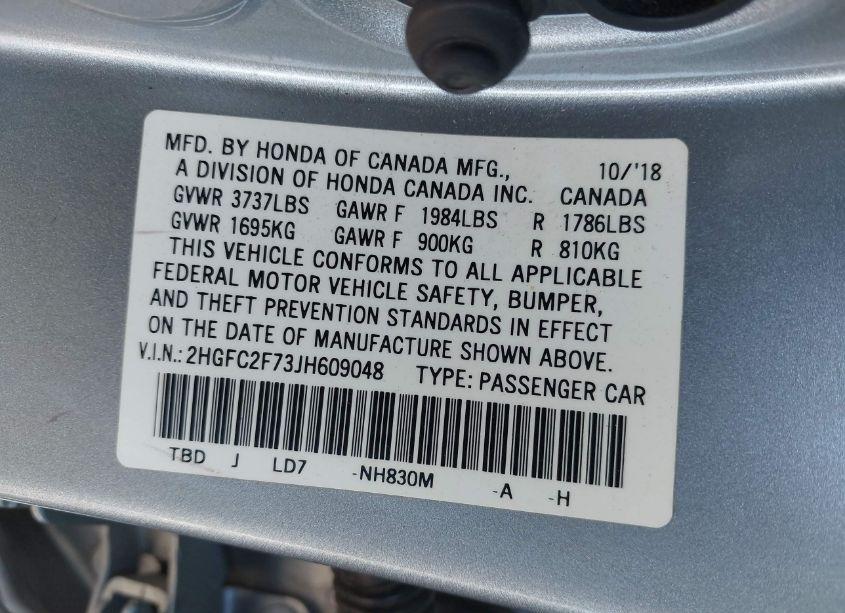 MFD. BY HONDA OF CANADA MFG., 10/'18
A DIVISION OF HONDA CANADA INC. CANADA
GVWR 3737LBS GAWR F 1984LBS R 1786LBS
GVWR 1695KG GAWR F 900KG R 810KG
THIS VEHICLE CONFORMS TO ALL APPLICABLE
FEDERAL MOTOR VEHICLE SAFETY, BUMPER,
AND THEFT PREVENTION STANDARDS IN EFFECT
ON THE DATE OF MANUFACTURE SHOWN ABOVE.
V.I.N.: 2HGFC2F73JH609048 TYPE: PASSENGER CAR
TBD J LD7 -NH830M -A -H